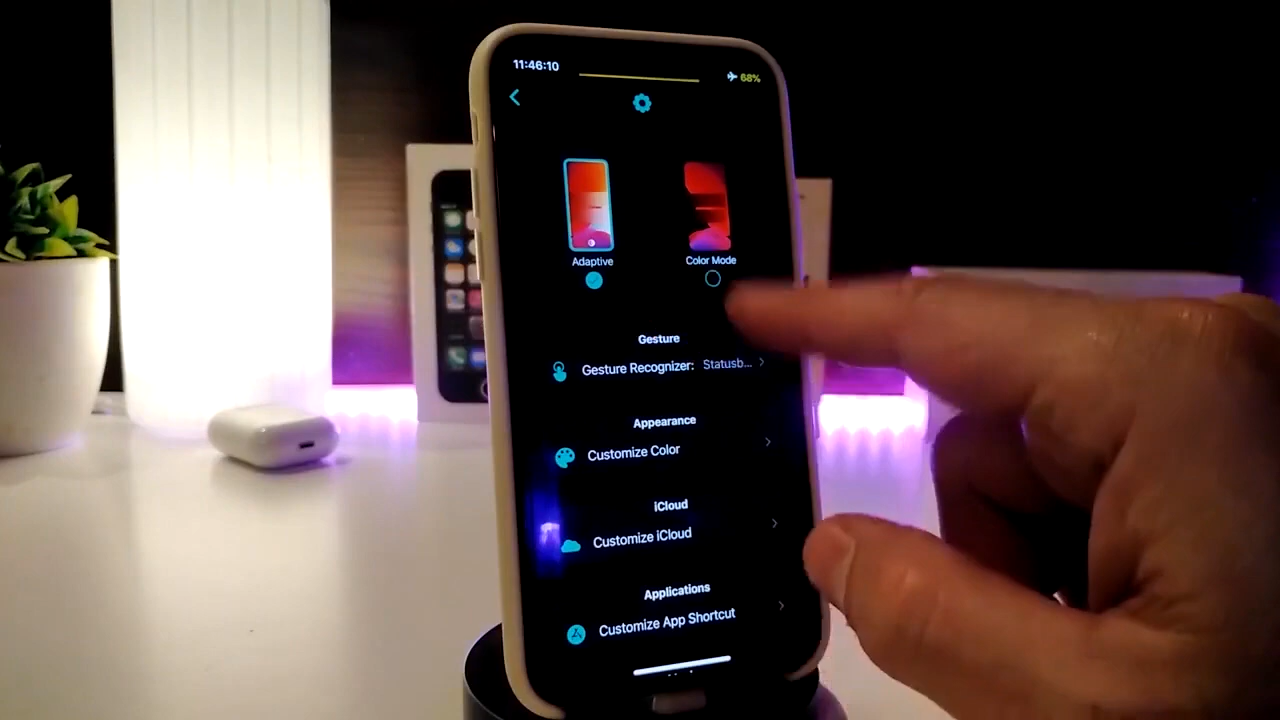 11:46:10
68%
Adaptive
Color Mode
Gesture
Gesture Recognizer: Statusb...
Appearance
Customize Color
iCloud
Customize iCloud
Applications
Customize App Shortcut